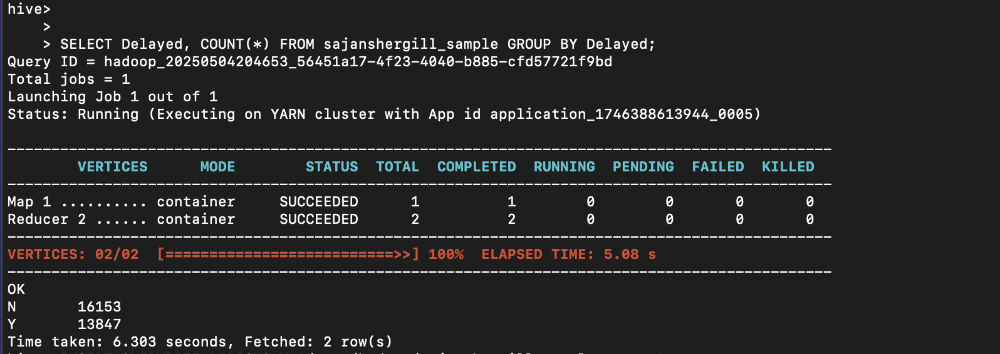 hive>
    >
    > SELECT Delayed, COUNT(*) FROM sajanshergill_sample GROUP BY Delayed;
Query ID = hadoop_20250504204653_56451a17-4f23-4040-b885-cfd57721f9bd
Total jobs = 1
Launching Job 1 out of 1
Status: Running (Executing on YARN cluster with App id application_1746388613944_0005)
----------------------------------------------------------------------------------------------
        VERTICES      MODE        STATUS  TOTAL  COMPLETED  RUNNING  PENDING  FAILED  KILLED
----------------------------------------------------------------------------------------------
Map 1 .......... container     SUCCEEDED      1          1        0        0       0       0
Reducer 2 ...... container     SUCCEEDED      2          2        0        0       0       0
----------------------------------------------------------------------------------------------
VERTICES: 02/02  [==========================>>] 100%  ELAPSED TIME: 5.08 s
----------------------------------------------------------------------------------------------
OK
N       16153
Y       13847
Time taken: 6.303 seconds, Fetched: 2 row(s)